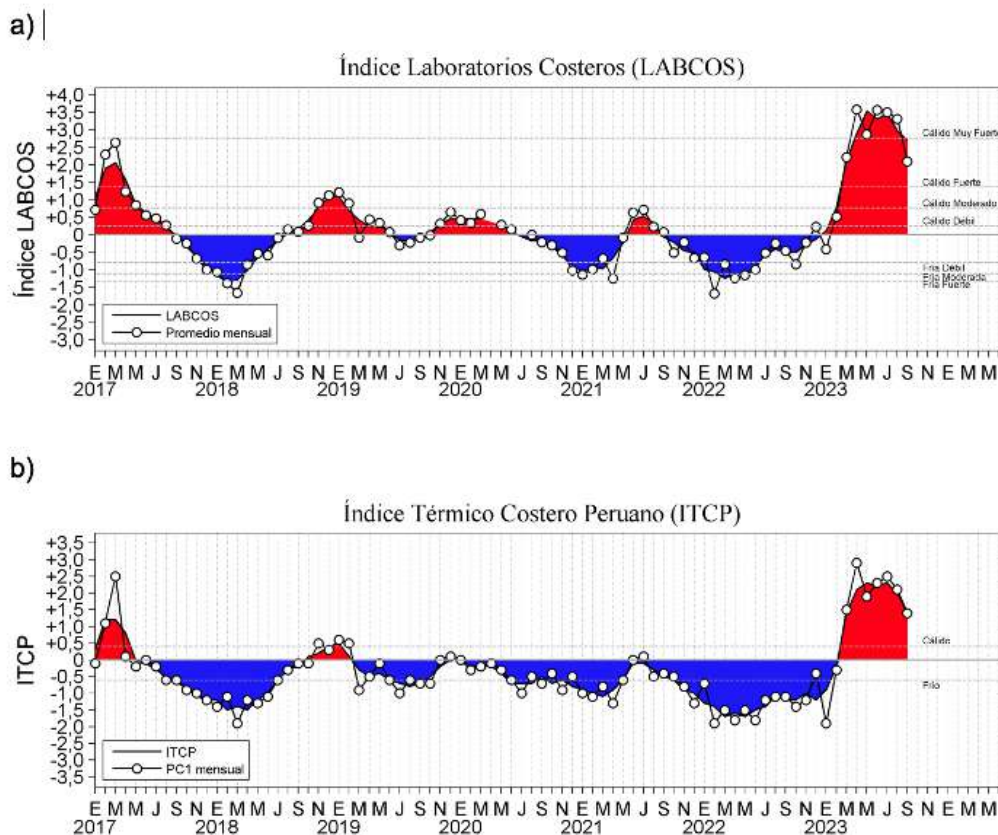 a)
Índice Laboratorios Costeros (LABCOS)
+4,0
+3,5
+3,0
+2,5
+2,0
+1,5
+1,0
+0,5
0
-0,5
-1,0
-1,5
-2,0
-2,5
-3,0
Índice LABCOS
Cálido Muy Fuerte
Cálido Fuerte
Cálido Moderado
Cálido Débil
Fría Débil
Fría Moderada
Fría Fuerte
LABCOS
Promedio mensual
E M M J S N E M M J S N E M M J S N E M M J S N E M M J S N E M M J S N E M M J S N E M M
2017 2018 2019 2020 2021 2022 2023
b)
Índice Térmico Costero Peruano (ITCP)
+3,5
+3,0
+2,5
+2,0
+1,5
+1,0
+0,5
0
-0,5
-1,0
-1,5
-2,0
-2,5
-3,0
-3,5
ITCP
Cálido
Frío
ITCP
PC1 mensual
E M M J S N E M M J S N E M M J S N E M M J S N E M M J S N E M M J S N E M M J S N E M M
2017 2018 2019 2020 2021 2022 2023